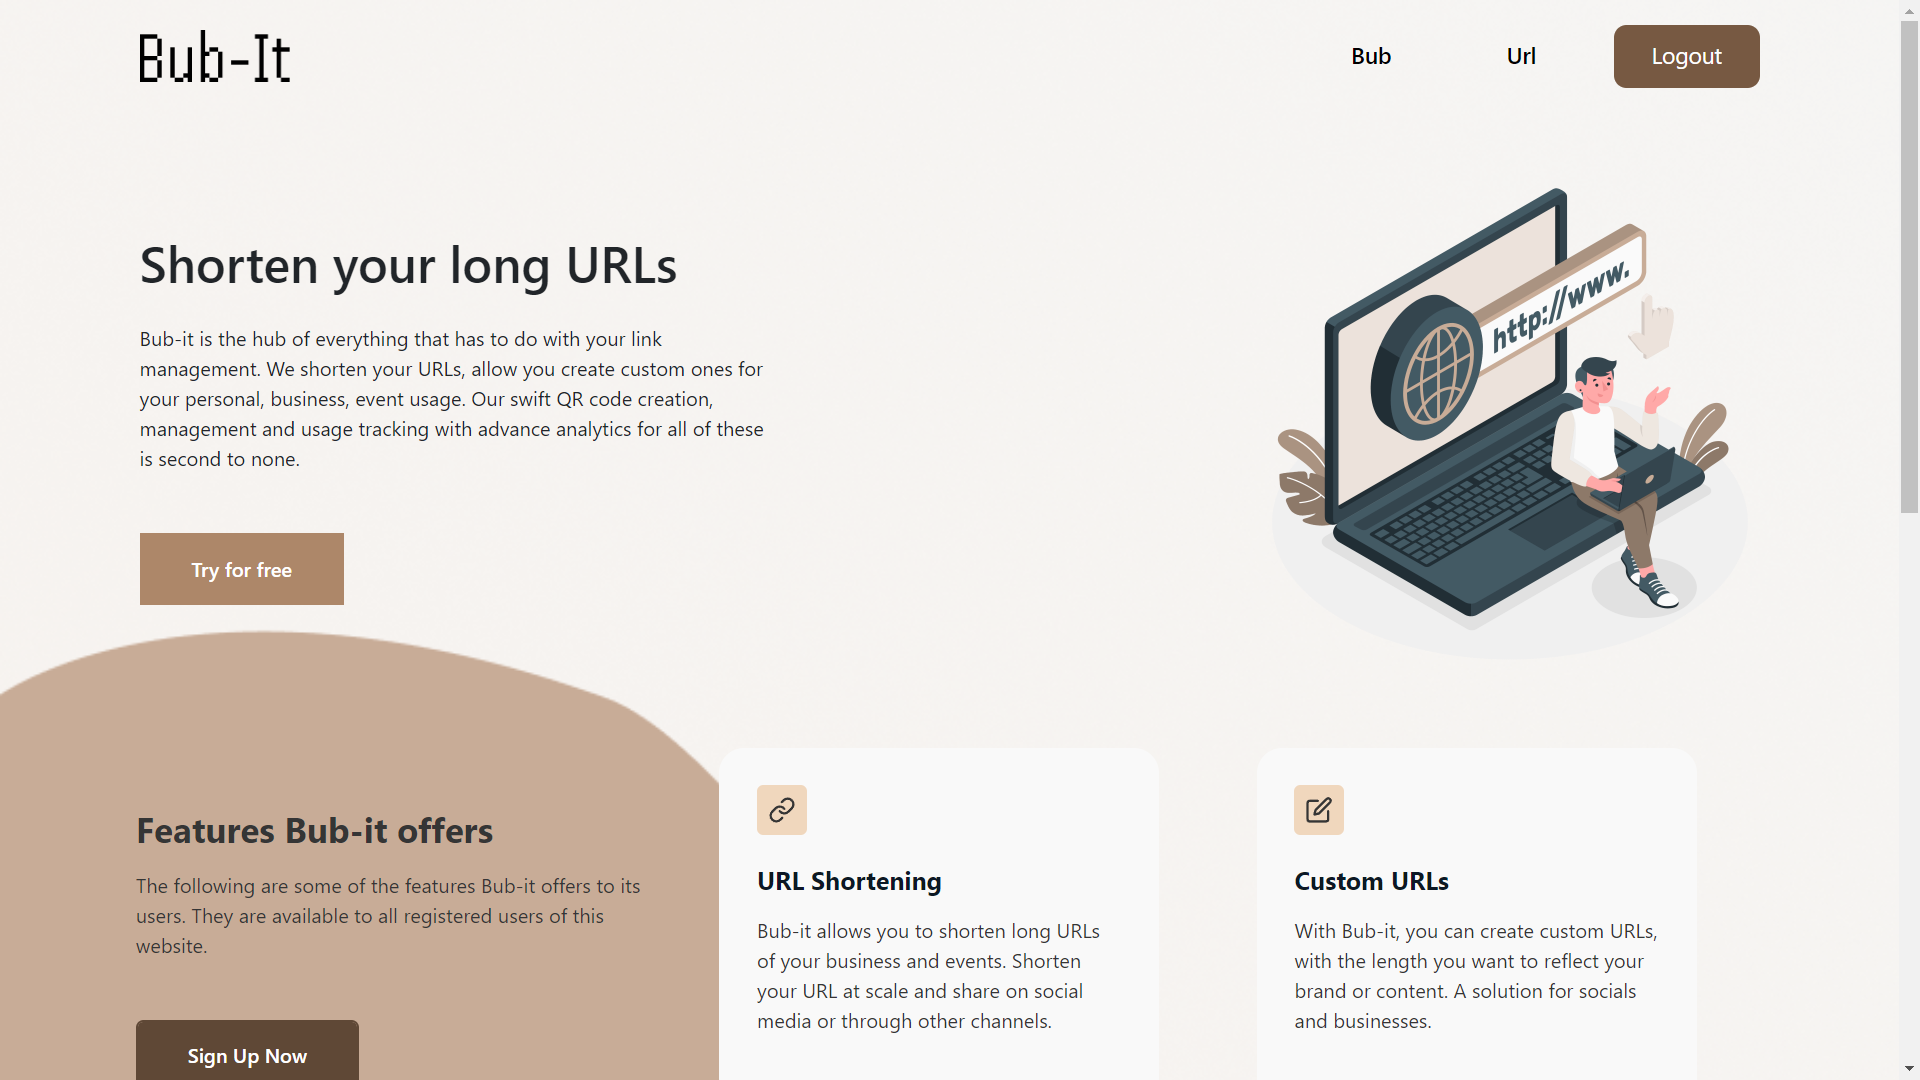 Bub-It
Bub
Url
Logout
Shorten your long URLs
Bub-it is the hub of everything that has to do with your link
management. We shorten your URLs, allow you create custom ones for
your personal, business, event usage. Our swift QR code creation,
management and usage tracking with advance analytics for all of these
is second to none.
Try for free
http://www.
Features Bub-it offers
The following are some of the features Bub-it offers to its
users. They are available to all registered users of this
website.
Sign Up Now
URL Shortening
Bub-it allows you to shorten long URLs
of your business and events. Shorten
your URL at scale and share on social
media or through other channels.
Custom URLs
With Bub-it, you can create custom URLs,
with the length you want to reflect your
brand or content. A solution for socials
and businesses.